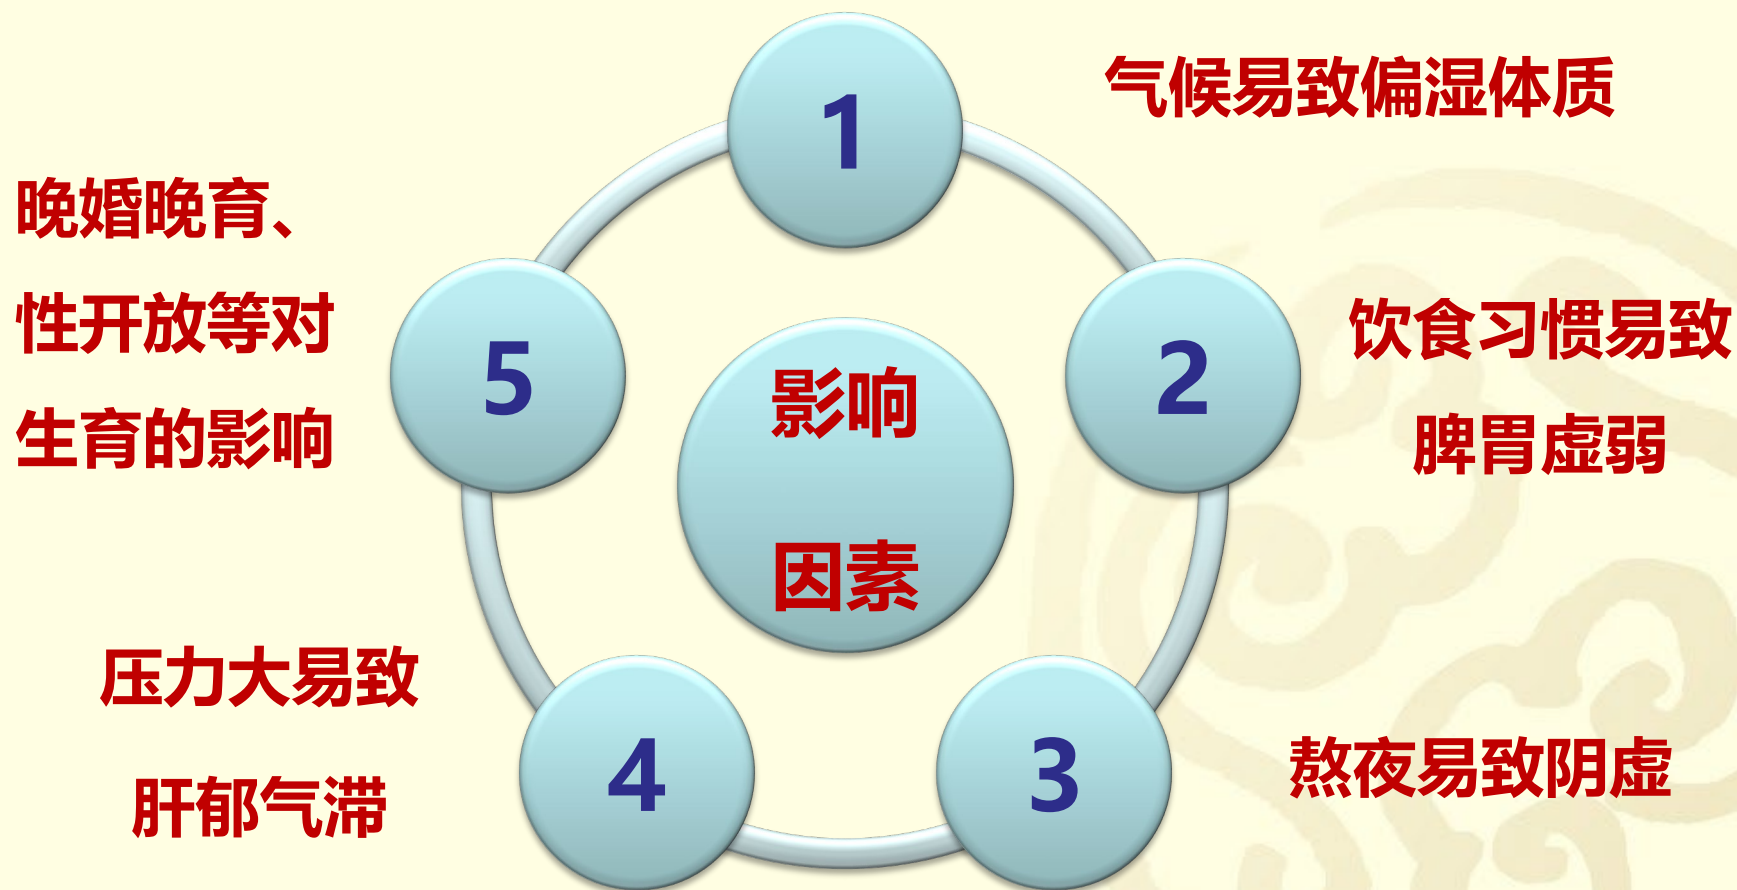 影响
因素
1
气候易致偏湿体质
2
饮食习惯易致
脾胃虚弱
3
熬夜易致阴虚
4
压力大易致
肝郁气滞
5
晚婚晚育、
性开放等对
生育的影响